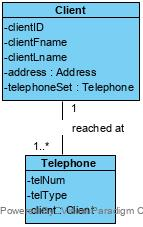 Client
-clientID
-clientFname
-clientLname
-address : Address
-telephoneSet : Telephone
1
reached at
1..*
Telephone
-telNum
-telType
-client : Client